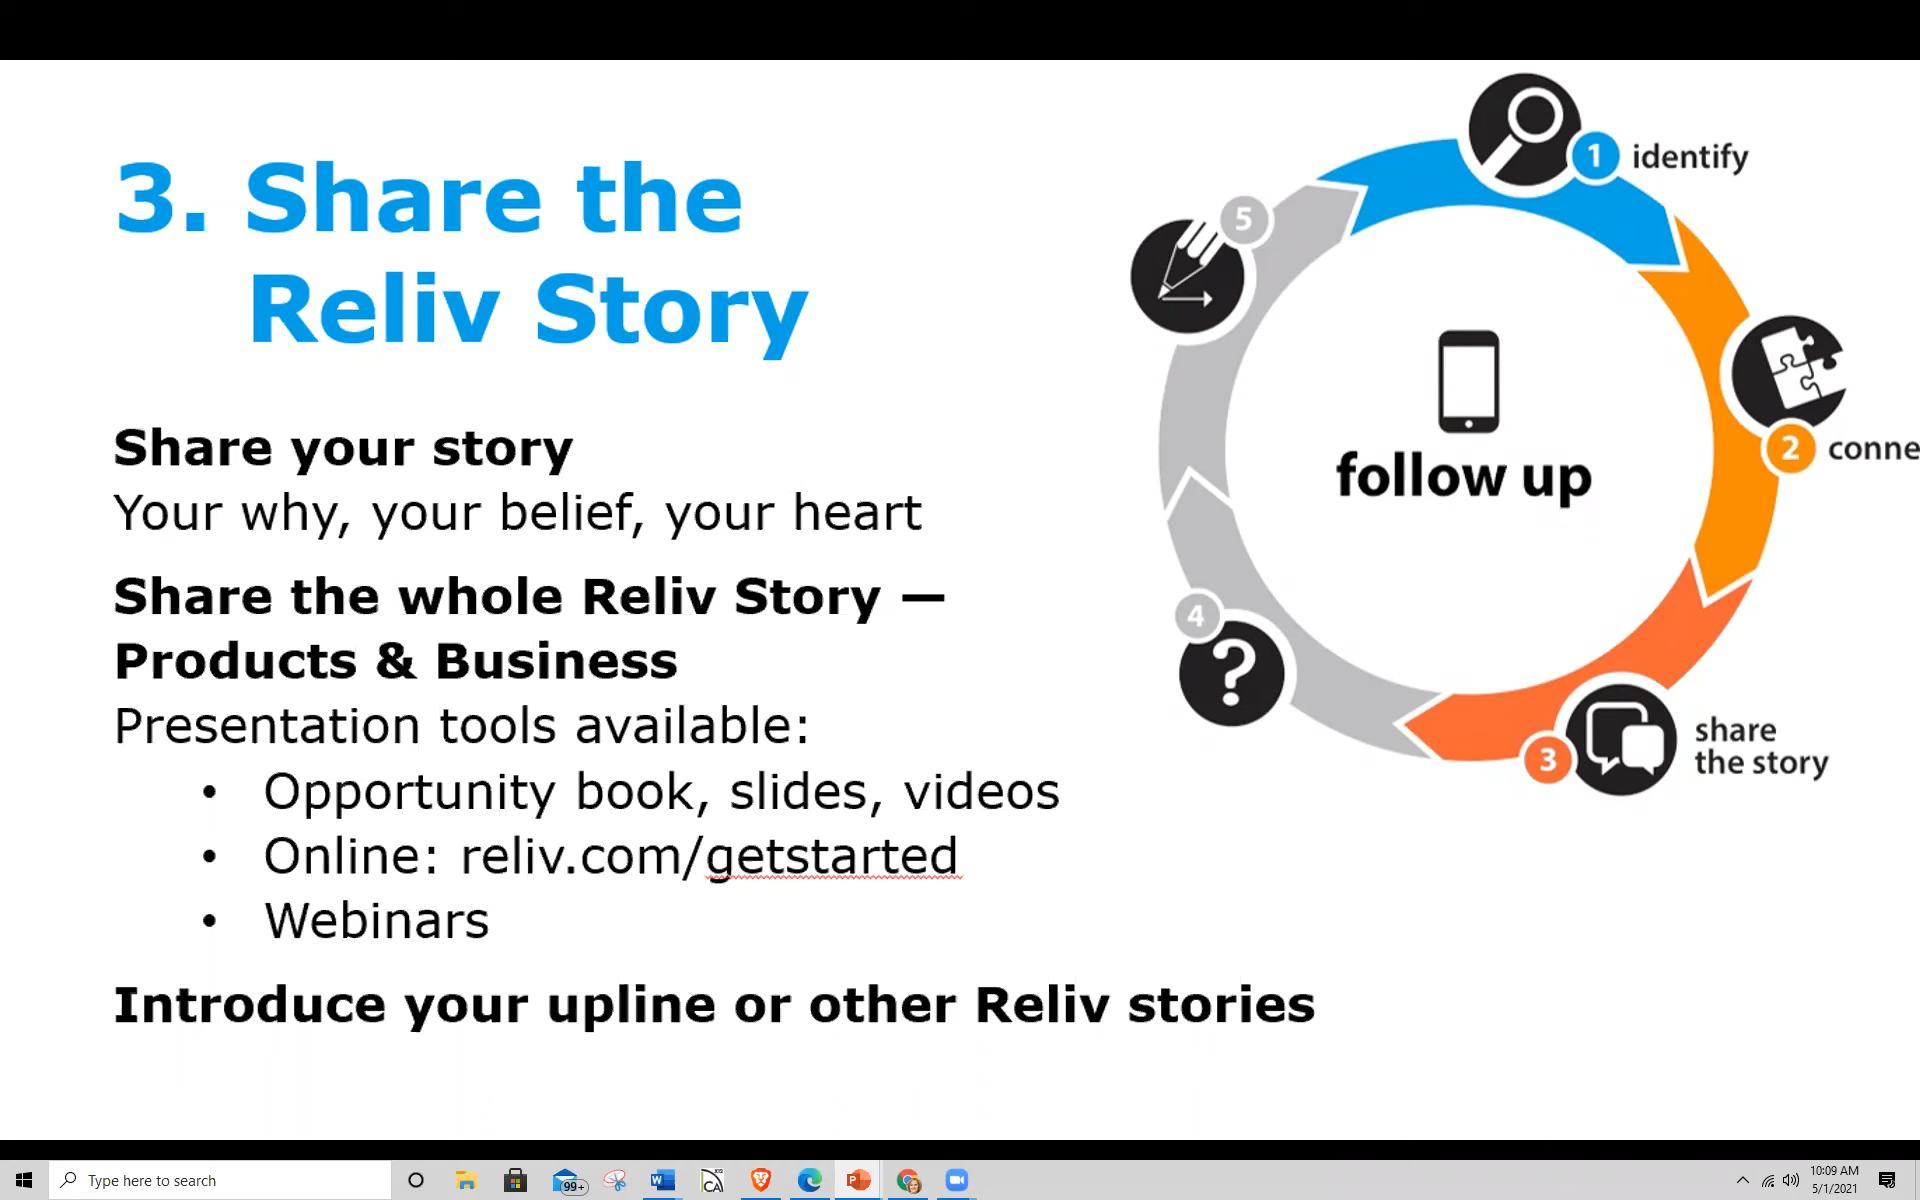 3. Share the
Reliv Story
Share your story
Your why, your belief, your heart
Share the whole Reliv Story —
Products & Business
Presentation tools available:
• Opportunity book, slides, videos
• Online: reliv.com/getstarted
• Webinars
Introduce your upline or other Reliv stories
1 identify
2 conne
3 share
the story
4
5
follow up
Type here to search
99+
W
CA
P
10:09 AM
5/1/2021